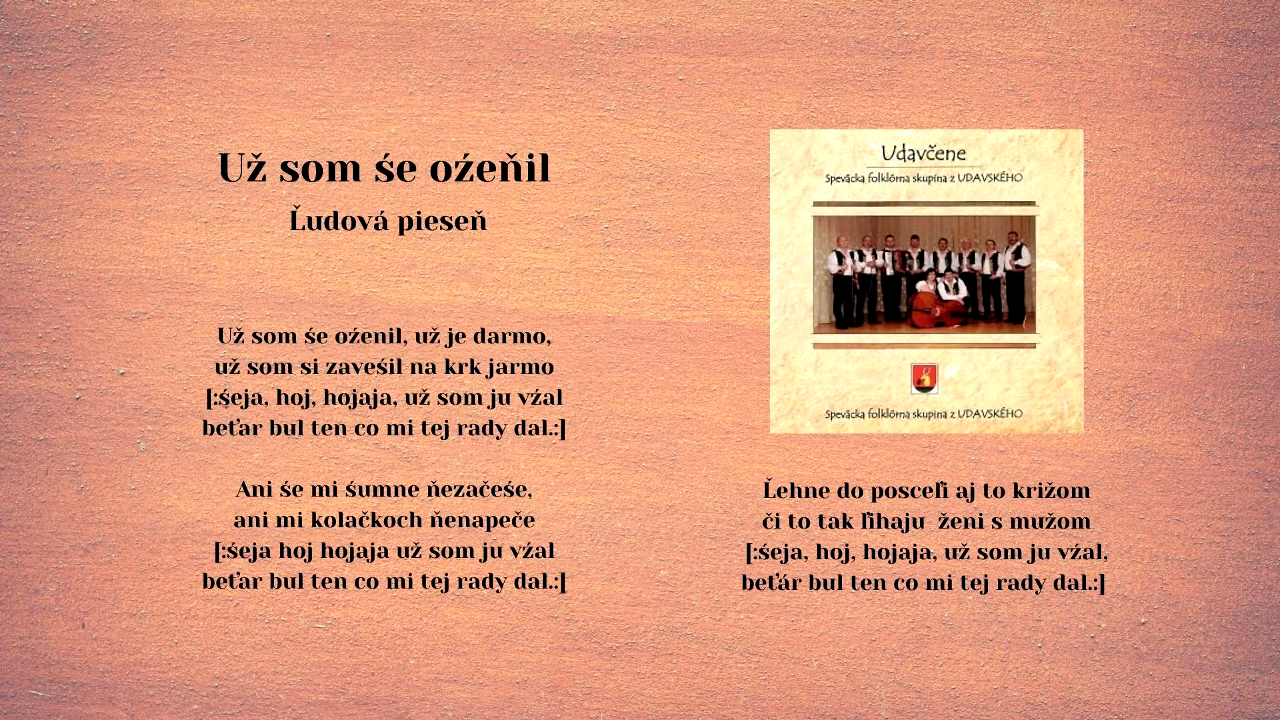 Už som śe oźeňil
Ľudová pieseň
Už som śe oźenil, už je darmo,
už som si zaveśil na krk jarmo
[:śeja, hoj, hojaja, už som ju vźal
beťar bul ten co mi tej rady dal.:]
Ani śe mi śumne ňezačeśe,
ani mi kolačkoch ňenapeče
[:śeja hoj hojaja už som ju vźal
beťar bul ten co mi tej rady dal.:]
Udavčene
Spevácka folklórna skupina z UDAVSKÉHO
Spevácka folklórna skupina z UDAVSKÉHO
Ľehne do posceľi aj to križom
či to tak ľihaju ženi s mužom
[:śeja, hoj, hojaja, už som ju vźal,
beťár bul ten co mi tej rady dal.:]